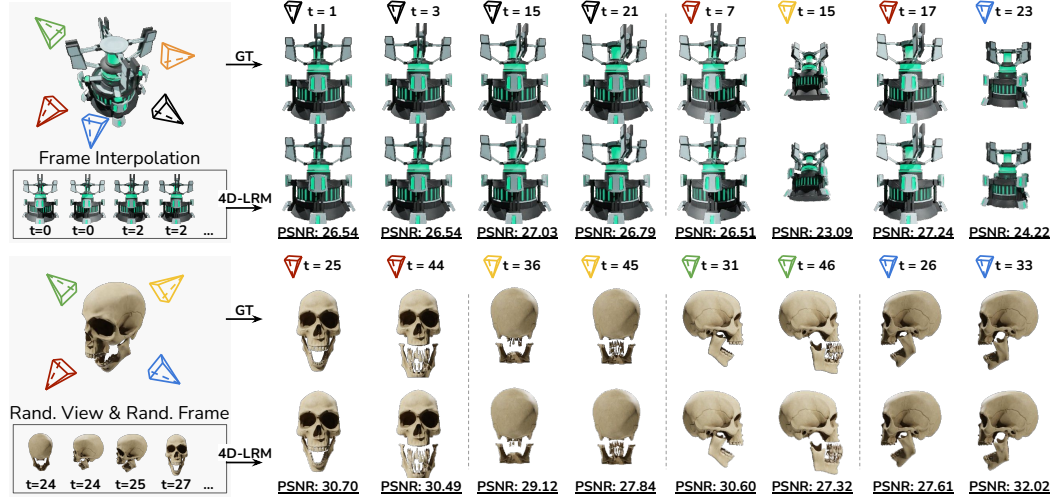 t = 1 t = 3 t = 15 t = 21 t = 7 t = 15 t = 17 t = 23
GT
Frame Interpolation
4D-LRM
t=0 t=0 t=2 t=2 ...
PSNR: 26.54 PSNR: 26.54 PSNR: 27.03 PSNR: 26.79 PSNR: 26.51 PSNR: 23.09 PSNR: 27.24 PSNR: 24.22
t = 25 t = 44 t = 36 t = 45 t = 31 t = 46 t = 26 t = 33
GT
Rand. View & Rand. Frame
4D-LRM
t=24 t=24 t=25 t=27 ...
PSNR: 30.70 PSNR: 30.49 PSNR: 29.12 PSNR: 27.84 PSNR: 30.60 PSNR: 27.32 PSNR: 27.61 PSNR: 32.02